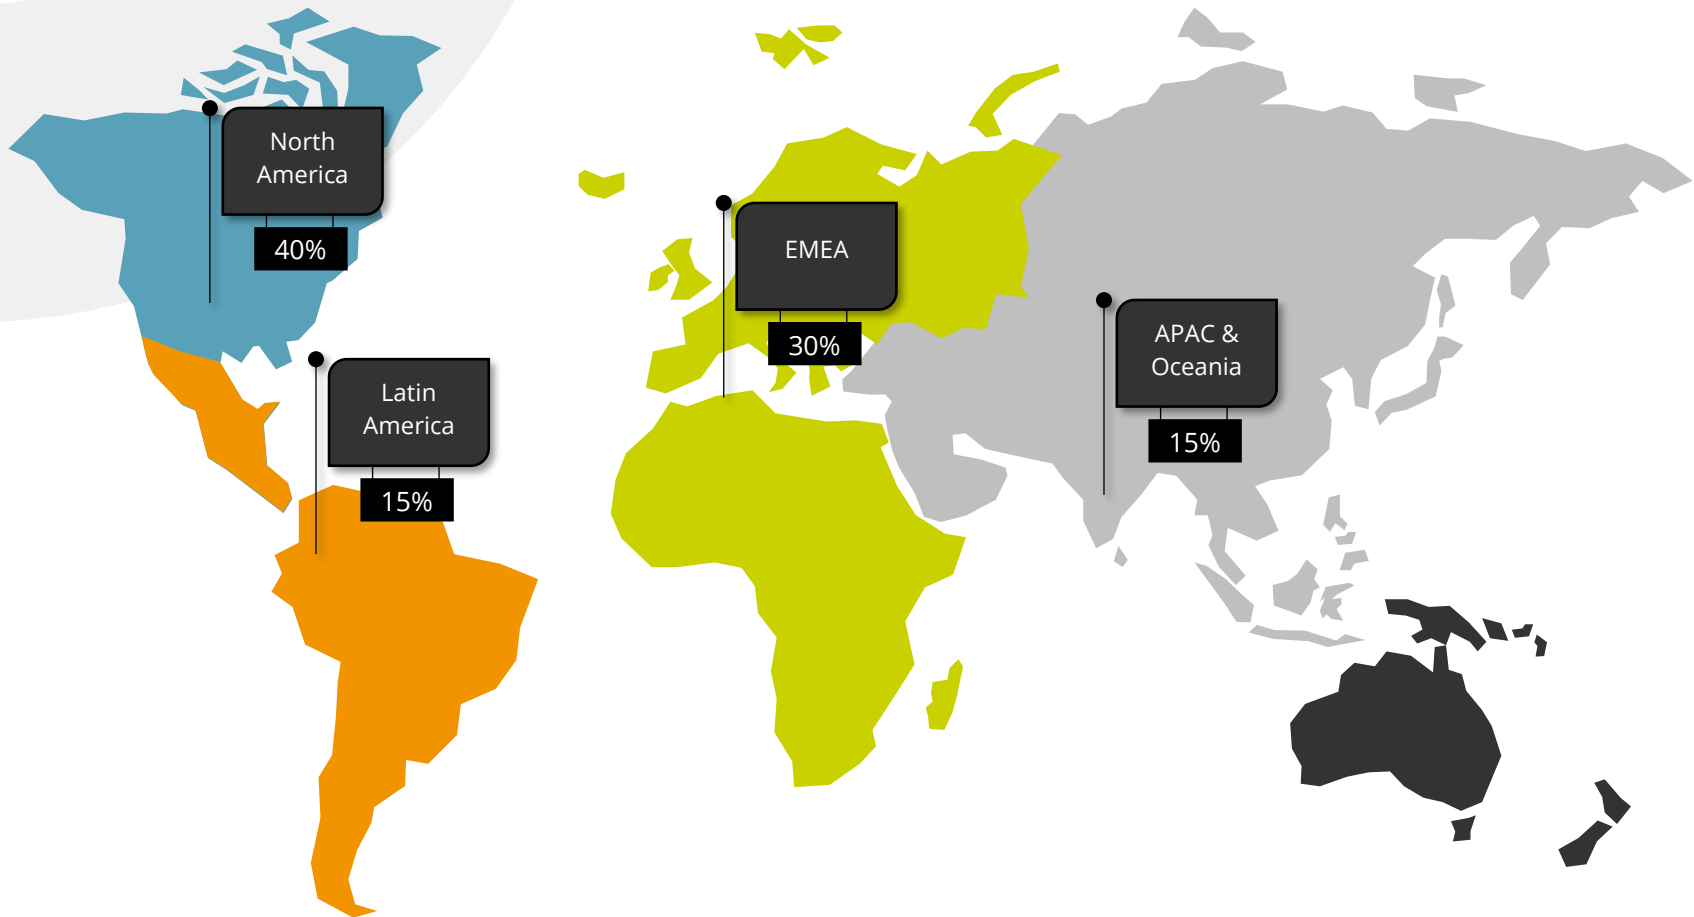 North
America
40%
EMEA
30%
APAC &
Oceania
15%
Latin
America
15%